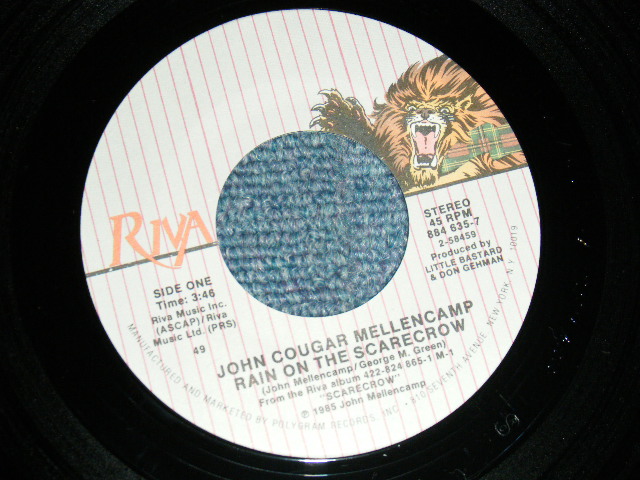 RIVA
SIDE ONE
Time: 3:46
Riva Music Inc.
(ASCAP)/Riva
Music Ltd. (PRS)
49
STEREO
45 RPM
884 635-7
2-58459
Produced by
LITTLE BASTARD
& DON GEHMAN
JOHN COUGAR MELLENCAMP
RAIN ON THE SCARECROW
(John Mellencamp/George M. Green)
From the Riva album 422-824 865-1 M-1
"SCARECROW"
℗ 1985 John Mellencamp
MANUFACTURED AND MARKETED BY POLYGRAM RECORDS, INC. • 810 SEVENTH AVENUE, NEW YORK, N.Y. 10019